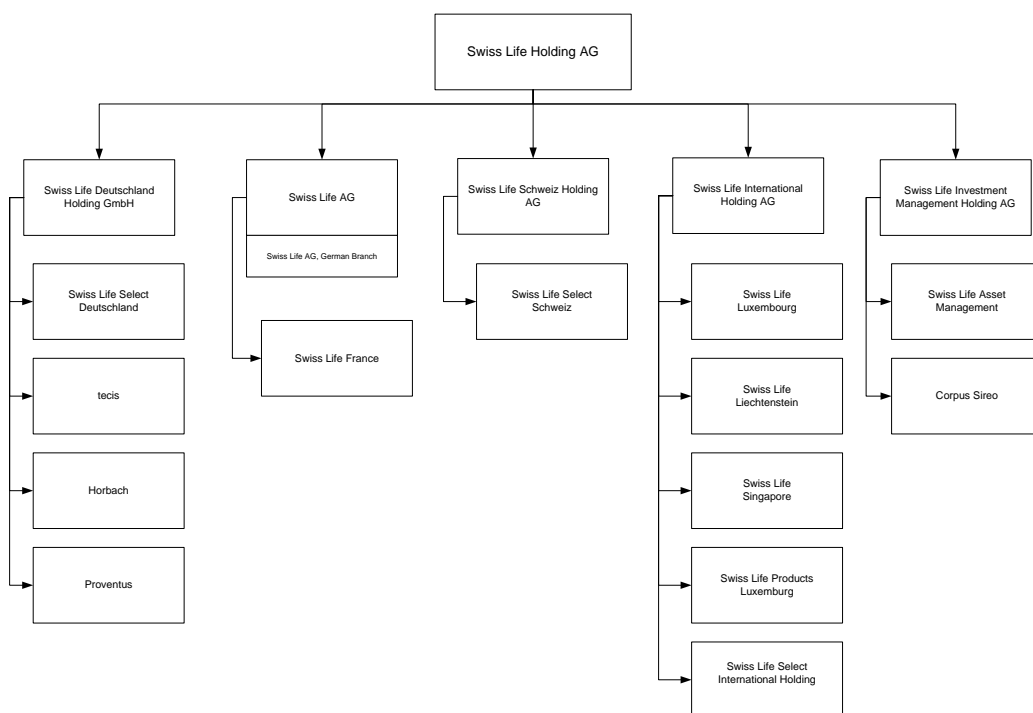 Swiss Life Holding AG
Swiss Life Deutschland
Holding GmbH
Swiss Life AG
Swiss Life AG, German Branch
Swiss Life Schweiz Holding
AG
Swiss Life International
Holding AG
Swiss Life Investment
Management Holding AG
Swiss Life Select
Deutschland
tecis
Horbach
Proventus
Swiss Life France
Swiss Life Select
Schweiz
Swiss Life
Luxembourg
Swiss Life
Liechtenstein
Swiss Life
Singapore
Swiss Life Products
Luxemburg
Swiss Life Select
International Holding
Swiss Life Asset
Management
Corpus Sireo